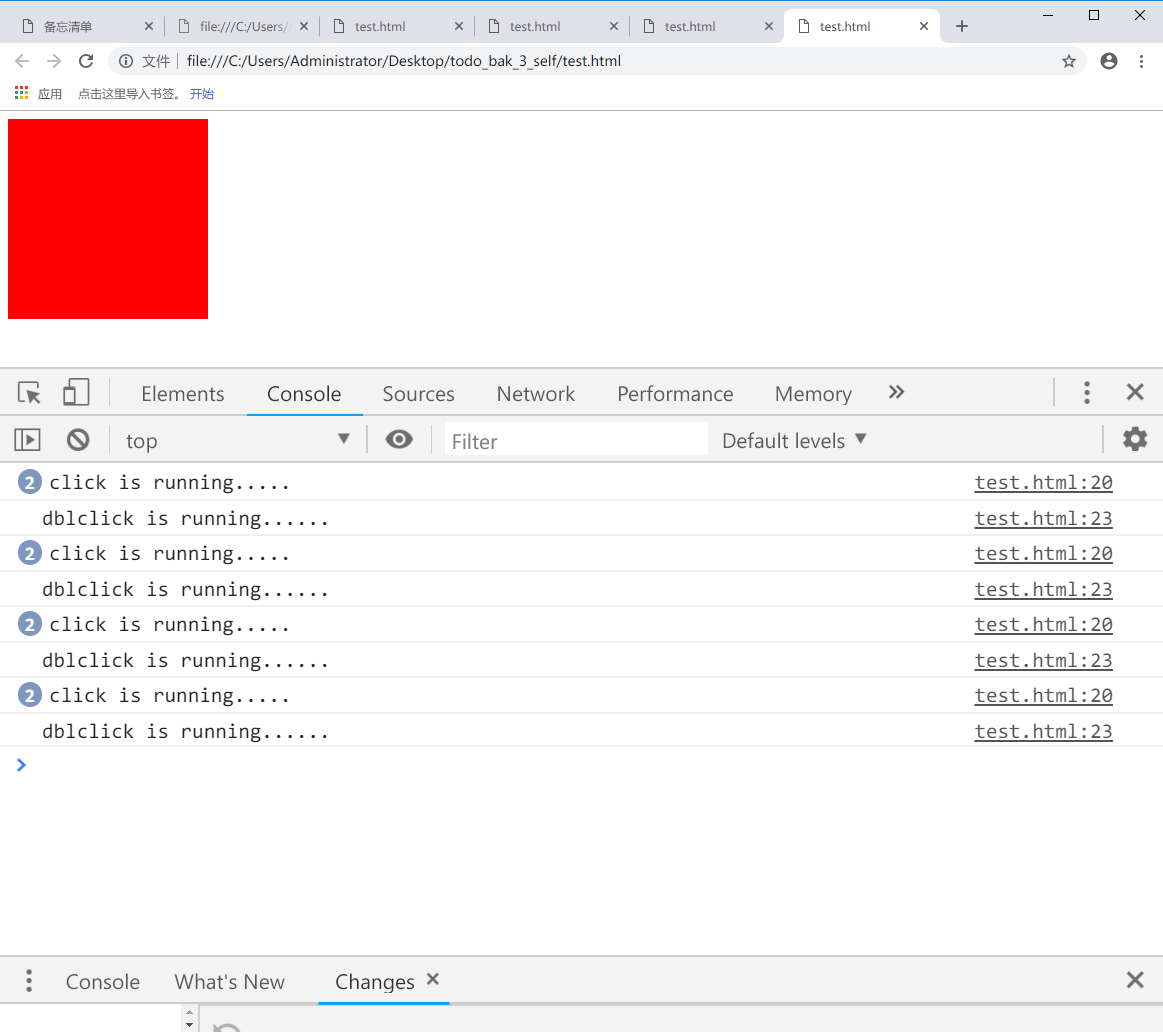 备忘清单 file:///C:/Users/ test.html test.html test.html test.html
文件 file:///C:/Users/Administrator/Desktop/todo_bak_3_self/test.html
应用 点击这里导入书签。 开始
Elements Console Sources Network Performance Memory
top Filter Default levels
2 click is running..... test.html:20
dblclick is running...... test.html:23
2 click is running..... test.html:20
dblclick is running...... test.html:23
2 click is running..... test.html:20
dblclick is running...... test.html:23
2 click is running..... test.html:20
dblclick is running...... test.html:23
Console What's New Changes